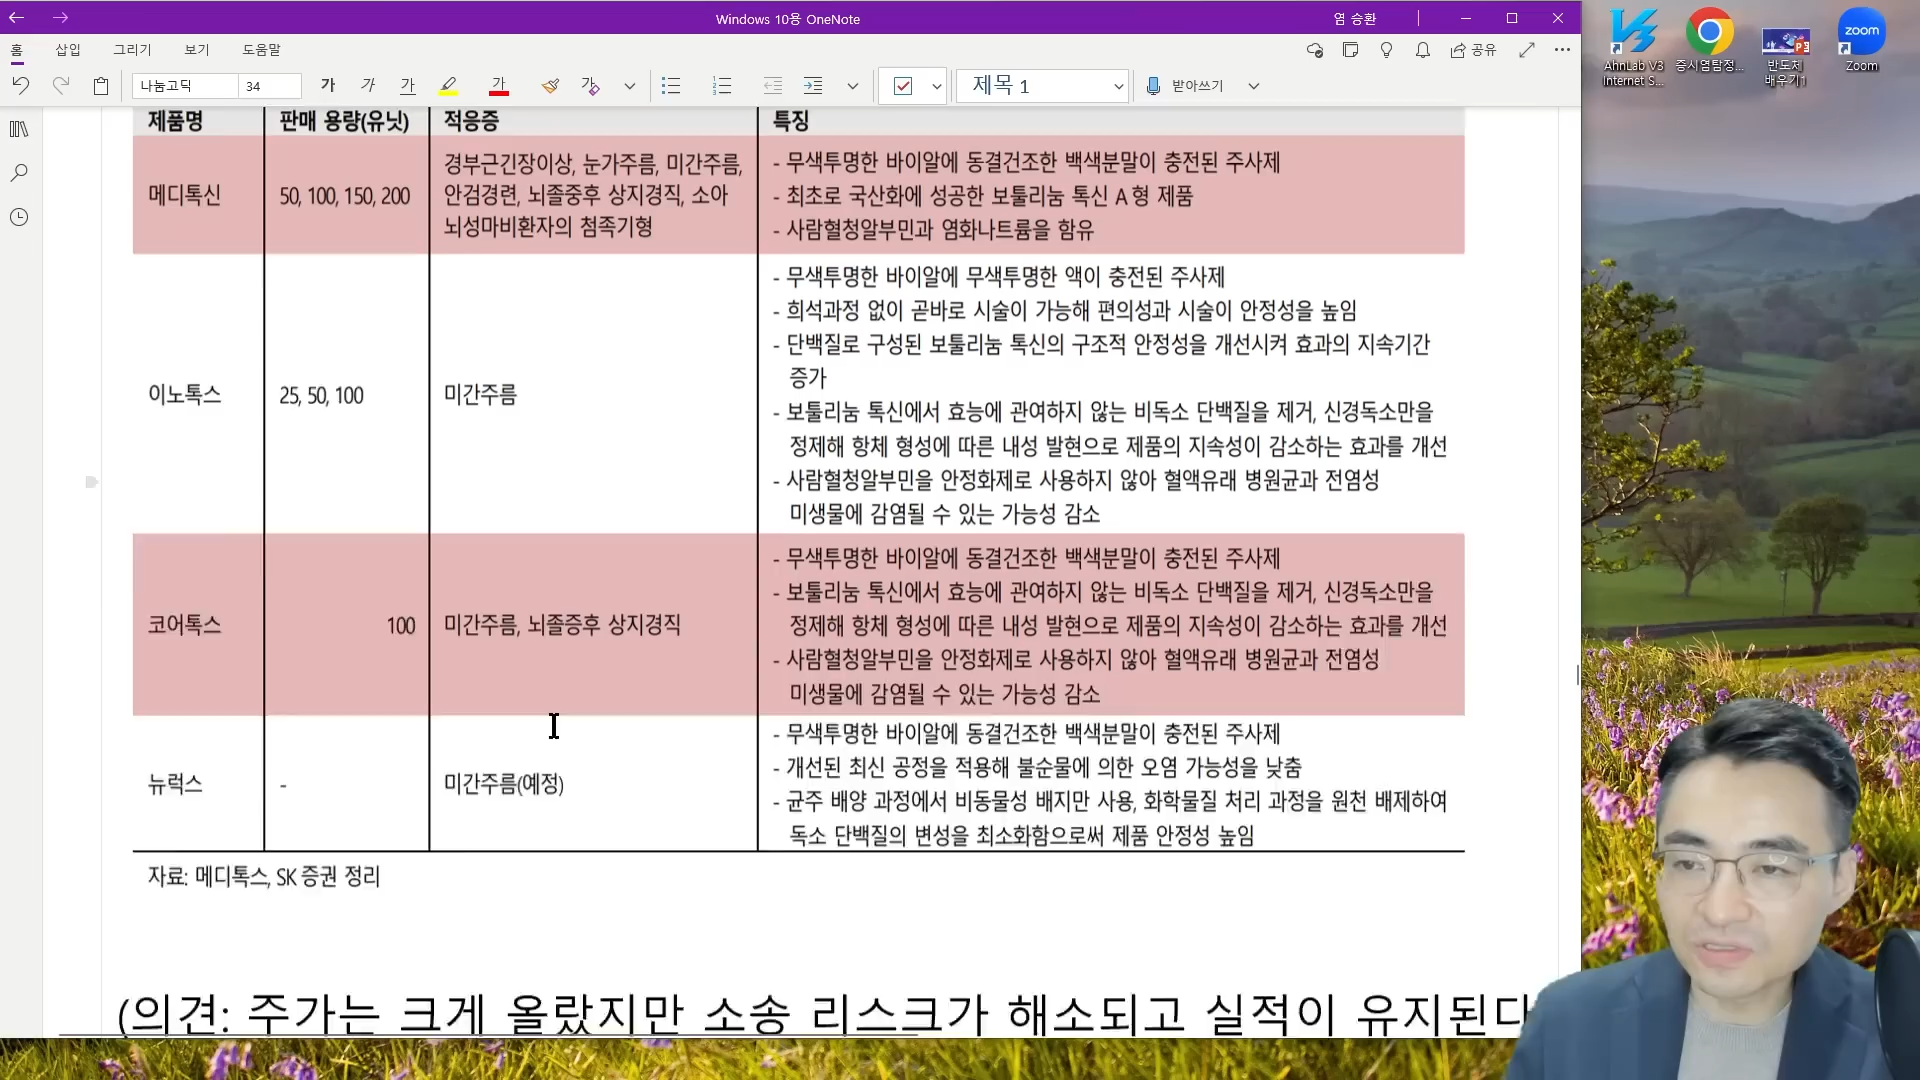 Windows 10용 OneNote
염 승환
홈
삽입
그리기
보기
도움말
공유
나눔고딕
34
가
가
가
가
가
제목 1
받아쓰기
AhnLab V3
Internet S...
증시염탐정...
반도체
배우기1
zoom
Zoom
제품명
판매 용량(유닛)
적응증
특징
메디톡신
50, 100, 150, 200
경부근긴장이상, 눈가주름, 미간주름,
안검경련, 뇌졸중후 상지경직, 소아
뇌성마비환자의 첨족기형
- 무색투명한 바이알에 동결건조한 백색분말이 충전된 주사제
- 최초로 국산화에 성공한 보툴리눔 톡신 A형 제품
- 사람혈청알부민과 염화나트륨을 함유
이노톡스
25, 50, 100
미간주름
- 무색투명한 바이알에 무색투명한 액이 충전된 주사제
- 희석과정 없이 곧바로 시술이 가능해 편의성과 시술이 안정성을 높임
- 단백질로 구성된 보툴리눔 톡신의 구조적 안정성을 개선시켜 효과의 지속기간
증가
- 보툴리눔 톡신에서 효능에 관여하지 않는 비독소 단백질을 제거, 신경독소만을
정제해 항체 형성에 따른 내성 발현으로 제품의 지속성이 감소하는 효과를 개선
- 사람혈청알부민을 안정화제로 사용하지 않아 혈액유래 병원균과 전염성
미생물에 감염될 수 있는 가능성 감소
코어톡스
100
미간주름, 뇌졸증후 상지경직
- 무색투명한 바이알에 동결건조한 백색분말이 충전된 주사제
- 보툴리눔 톡신에서 효능에 관여하지 않는 비독소 단백질을 제거, 신경독소만을
정제해 항체 형성에 따른 내성 발현으로 제품의 지속성이 감소하는 효과를 개선
- 사람혈청알부민을 안정화제로 사용하지 않아 혈액유래 병원균과 전염성
미생물에 감염될 수 있는 가능성 감소
뉴럭스
-
미간주름(예정)
- 무색투명한 바이알에 동결건조한 백색분말이 충전된 주사제
- 개선된 최신 공정을 적용해 불순물에 의한 오염 가능성을 낮춤
- 균주 배양 과정에서 비동물성 배지만 사용, 화학물질 처리 과정을 원천 배제하여
독소 단백질의 변성을 최소화함으로써 제품 안정성 높임
자료: 메디톡스, SK 증권 정리
(의견: 주가는 크게 올랐지만 소송 리스크가 해소되고 실적이 유지된다